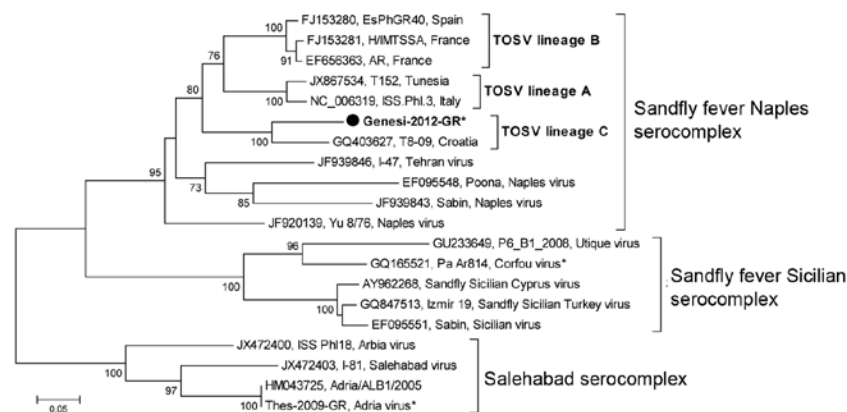 FJ153280, EsPhGR40, Spain
FJ153281, H/IMTSSA, France
EF656363, AR, France
TOSV lineage B
JX867534, T152, Tunesia
NC_006319, ISS.Phl.3, Italy
TOSV lineage A
Genesi-2012-GR*
GQ403627, T8-09, Croatia
TOSV lineage C
JF939846, I-47, Tehran virus
EF095548, Poona, Naples virus
JF939843, Sabin, Naples virus
JF920139, Yu 8/76, Naples virus
Sandfly fever Naples
serocomplex
GU233649, P6_B1_2008, Utique virus
GQ165521, Pa Ar814, Corfou virus*
AY962268, Sandfly Sicilian Cyprus virus
GQ847513, Izmir 19, Sandfly Sicilian Turkey virus
EF095551, Sabin, Sicilian virus
Sandfly fever Sicilian
serocomplex
JX472400, ISS Phl18, Arbia virus
JX472403, I-81, Salehabad virus
HM043725, Adria/ALB1/2005
Thes-2009-GR, Adria virus*
Salehabad serocomplex
100
91
76
100
80
100
95
73
85
96
100
100
100
97
100
0.05